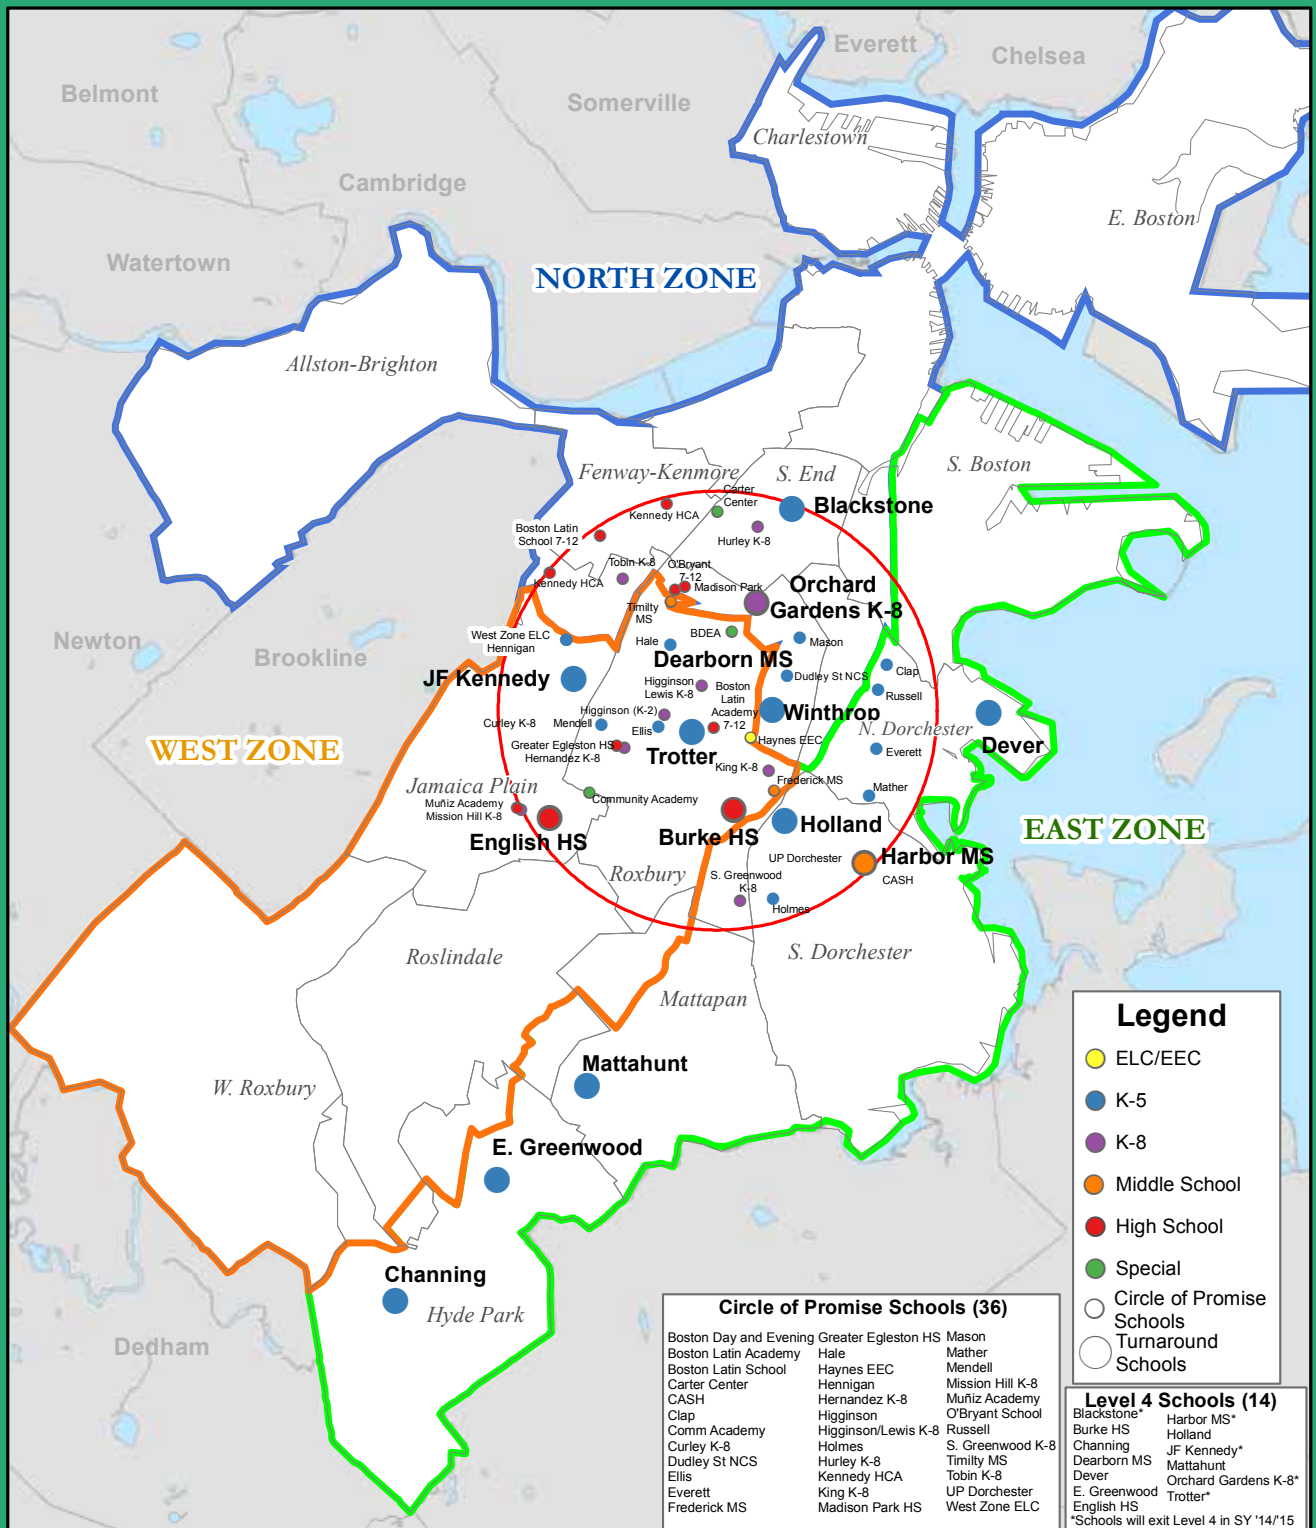 Everett
Chelsea
Belmont
Somerville
Charlestown
Cambridge
E. Boston
Watertown
NORTH ZONE
Allston-Brighton
Fenway-Kenmore
S. End
S. Boston
Carter
Center
Kennedy HCA
Blackstone
Boston Latin
School 7-12
Hurley K-8
Tobin K-8
O'Bryant
7-12
Kennedy HCA
Madison Park
Orchard
Gardens K-8
Timilty
MS
Newton
Brookline
West Zone ELC
Hennigan
Hale
BDEA
Mason
Dearborn MS
Clap
JF Kennedy
Dudley St NCS
Higginson
Lewis K-8
Boston
Latin
Academy
7-12
Russell
Higginson (K-2)
Winthrop
Curley K-8
Mendell
Ellis
N. Dorchester
Haynes EEC
Dever
WEST ZONE
Greater Egleston HS
Hernandez K-8
Trotter
Everett
King K-8
Frederick MS
Jamaica Plain
Mather
Community Academy
Muñiz Academy
Mission Hill K-8
English HS
Burke HS
Holland
EAST ZONE
UP Dorchester
Harbor MS
Roxbury
S. Greenwood
K-8
CASH
Holmes
Roslindale
S. Dorchester
Mattapan
Mattahunt
W. Roxbury
E. Greenwood
Channing
Hyde Park
Dedham
Legend
ELC/EEC
K-5
K-8
Middle School
High School
Special
Circle of Promise
Schools
Turnaround
Schools
Circle of Promise Schools (36)
Boston Day and Evening
Boston Latin Academy
Boston Latin School
Carter Center
CASH
Clap
Comm Academy
Curley K-8
Dudley St NCS
Ellis
Everett
Frederick MS
Greater Egleston HS
Hale
Haynes EEC
Hennigan
Hernandez K-8
Higginson
Higginson/Lewis K-8
Holmes
Hurley K-8
Kennedy HCA
King K-8
Madison Park HS
Mason
Mather
Mendell
Mission Hill K-8
Muñiz Academy
O'Bryant School
Russell
S. Greenwood K-8
Timilty MS
Tobin K-8
UP Dorchester
West Zone ELC
Level 4 Schools (14)
Blackstone*
Burke HS
Channing
Dearborn MS
Dever
E. Greenwood
English HS
Harbor MS*
Holland
JF Kennedy*
Mattahunt
Orchard Gardens K-8*
Trotter*
*Schools will exit Level 4 in SY '14/'15